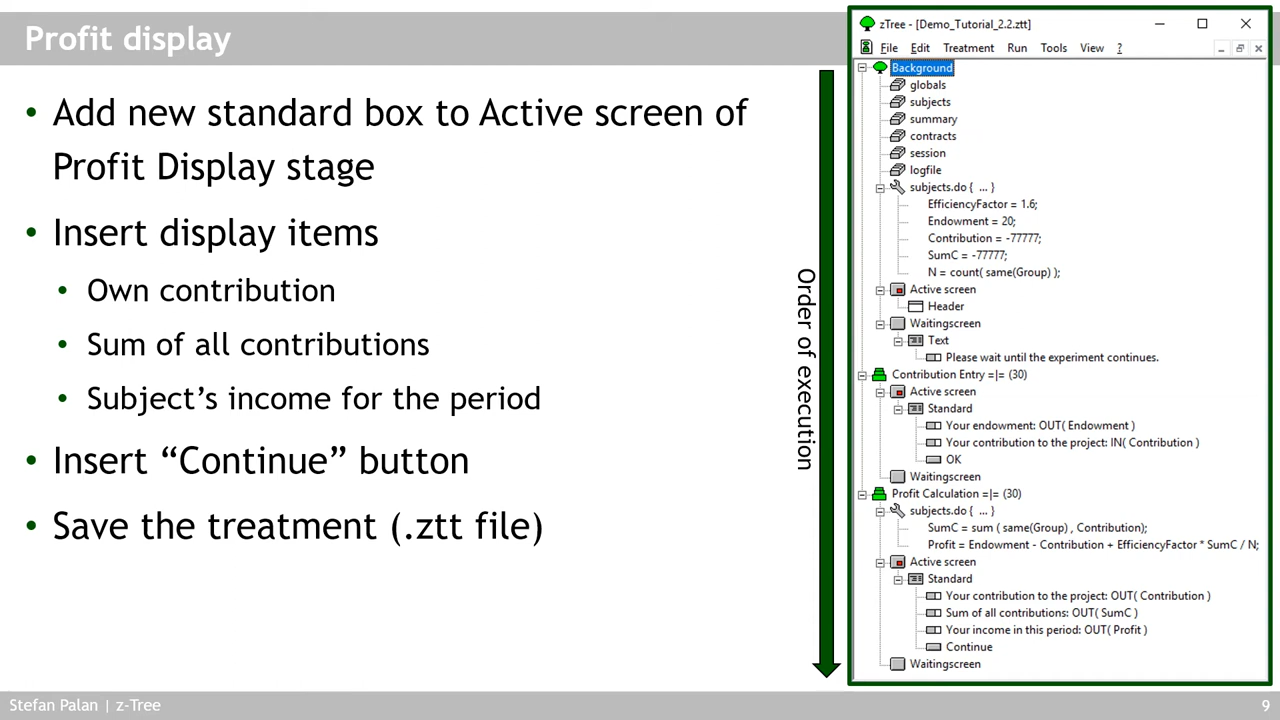 Profit display
• Add new standard box to Active screen of
Profit Display stage
• Insert display items
• Own contribution
• Sum of all contributions
• Subject’s income for the period
• Insert “Continue” button
• Save the treatment (.ztt file)
Order of execution
zTree - [Demo_Tutorial_2.2.ztt]
File Edit Treatment Run Tools View ?
Background
globals
subjects
summary
contracts
session
logfile
subjects.do { ... }
EfficiencyFactor = 1.6;
Endowment = 20;
Contribution = -77777;
SumC = -77777;
N = count( same(Group) );
Active screen
Header
Waitingscreen
Text
Please wait until the experiment continues.
Contribution Entry =|= (30)
Active screen
Standard
Your endowment: OUT( Endowment )
Your contribution to the project: IN( Contribution )
OK
Waitingscreen
Profit Calculation =|= (30)
subjects.do { ... }
SumC = sum ( same(Group) , Contribution);
Profit = Endowment - Contribution + EfficiencyFactor * SumC / N;
Active screen
Standard
Your contribution to the project: OUT( Contribution )
Sum of all contributions: OUT( SumC )
Your income in this period: OUT( Profit )
Continue
Waitingscreen
Stefan Palan | z-Tree
9